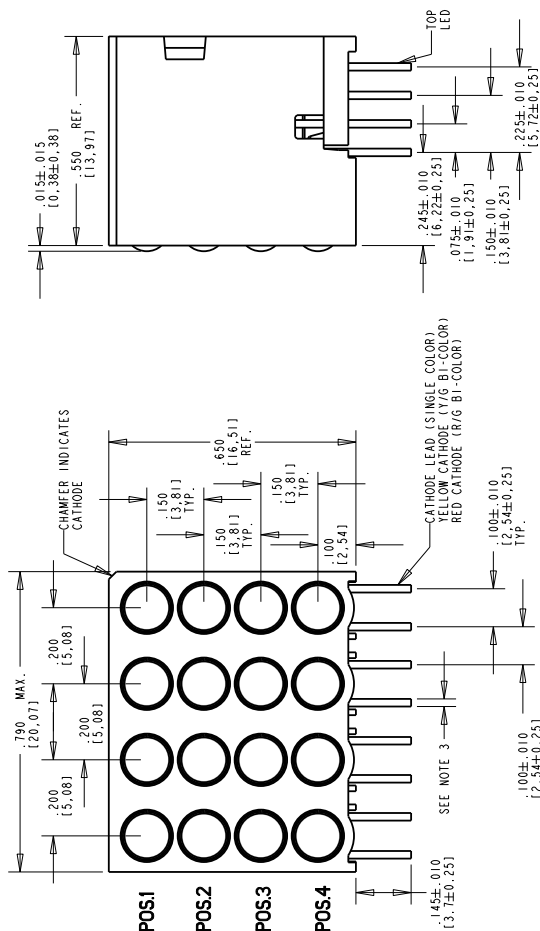 .015±.015
[0,38±0,38]
.550 REF.
[13,97]
TOP
LED
.225±.010
[5,72±0,25]
.245±.010
[6,22±0,25]
.075±.010
[1,91±0,25]
.150±.010
[3,81±0,25]
CHAMFER INDICATES
CATHODE
.790 MAX.
[20,07]
.200
[5,08]
.200
[5,08]
.200
[5,08]
.650
[16,51]
REF.
.150
[3,81]
TYP.
.150
[3,81]
TYP.
.150
[3,81]
TYP.
.100
[2,54]
POS.1
POS.2
POS.3
POS.4
CATHODE LEAD (SINGLE COLOR)
YELLOW CATHODE (Y/G BI-COLOR)
RED CATHODE (R/G BI-COLOR)
.100±.010
[2,54±0,25]
TYP.
SEE NOTE 3
.100±.010
[2,54±0,25]
.145±.010
[3.7±0.25]